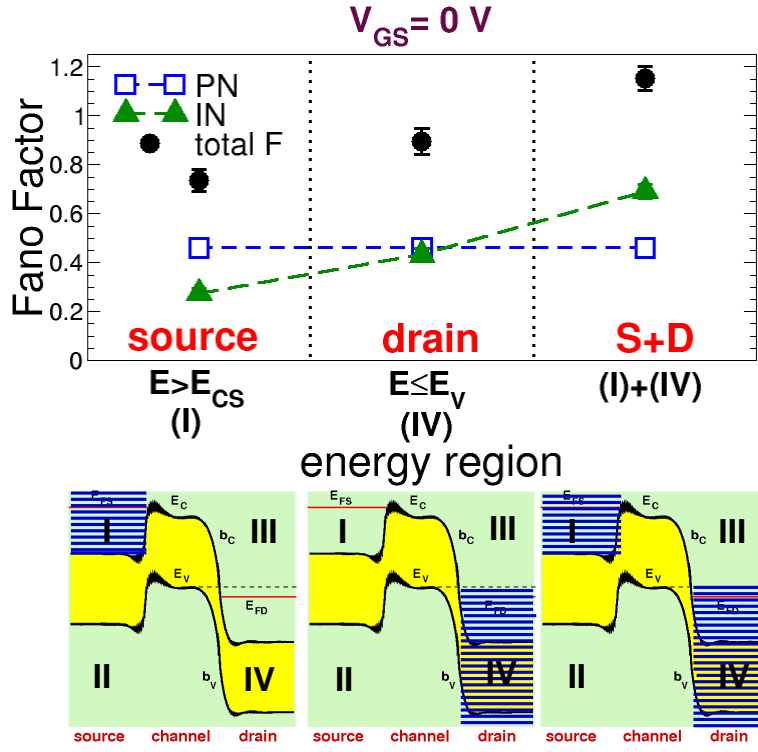 V_GS = 0 V
Fano Factor
1.2
1
0.8
0.6
0.4
0.2
0
PN
IN
total F
source
drain
S+D
E>E_CS
(I)
E≤E_V
(IV)
(I)+(IV)
energy region
E_FS
E_C
I
b_C
III
E_V
E_FD
II
b_V
IV
source channel drain
E_FS
E_C
I
b_C
III
E_V
E_FD
II
b_V
IV
source channel drain
E_FS
E_C
I
b_C
III
E_V
E_FD
II
b_V
IV
source channel drain